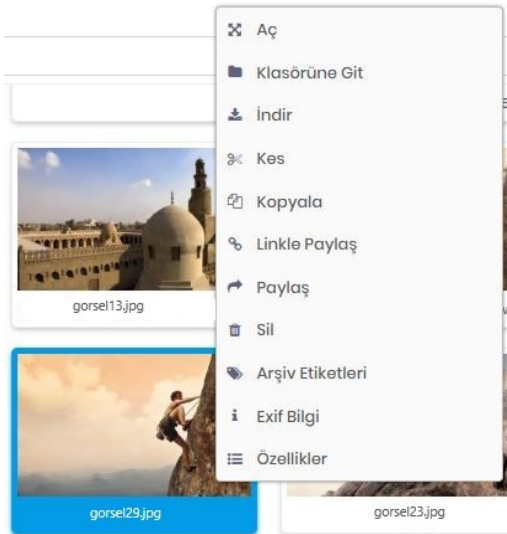 Aç
Klasörüne Git
İndir
Kes
Kopyala
Linkle Paylaş
Paylaş
Sil
Arşiv Etiketleri
Exif Bilgi
Özellikler
gorsel13.jpg
gorsel29.jpg
gorsel23.jpg